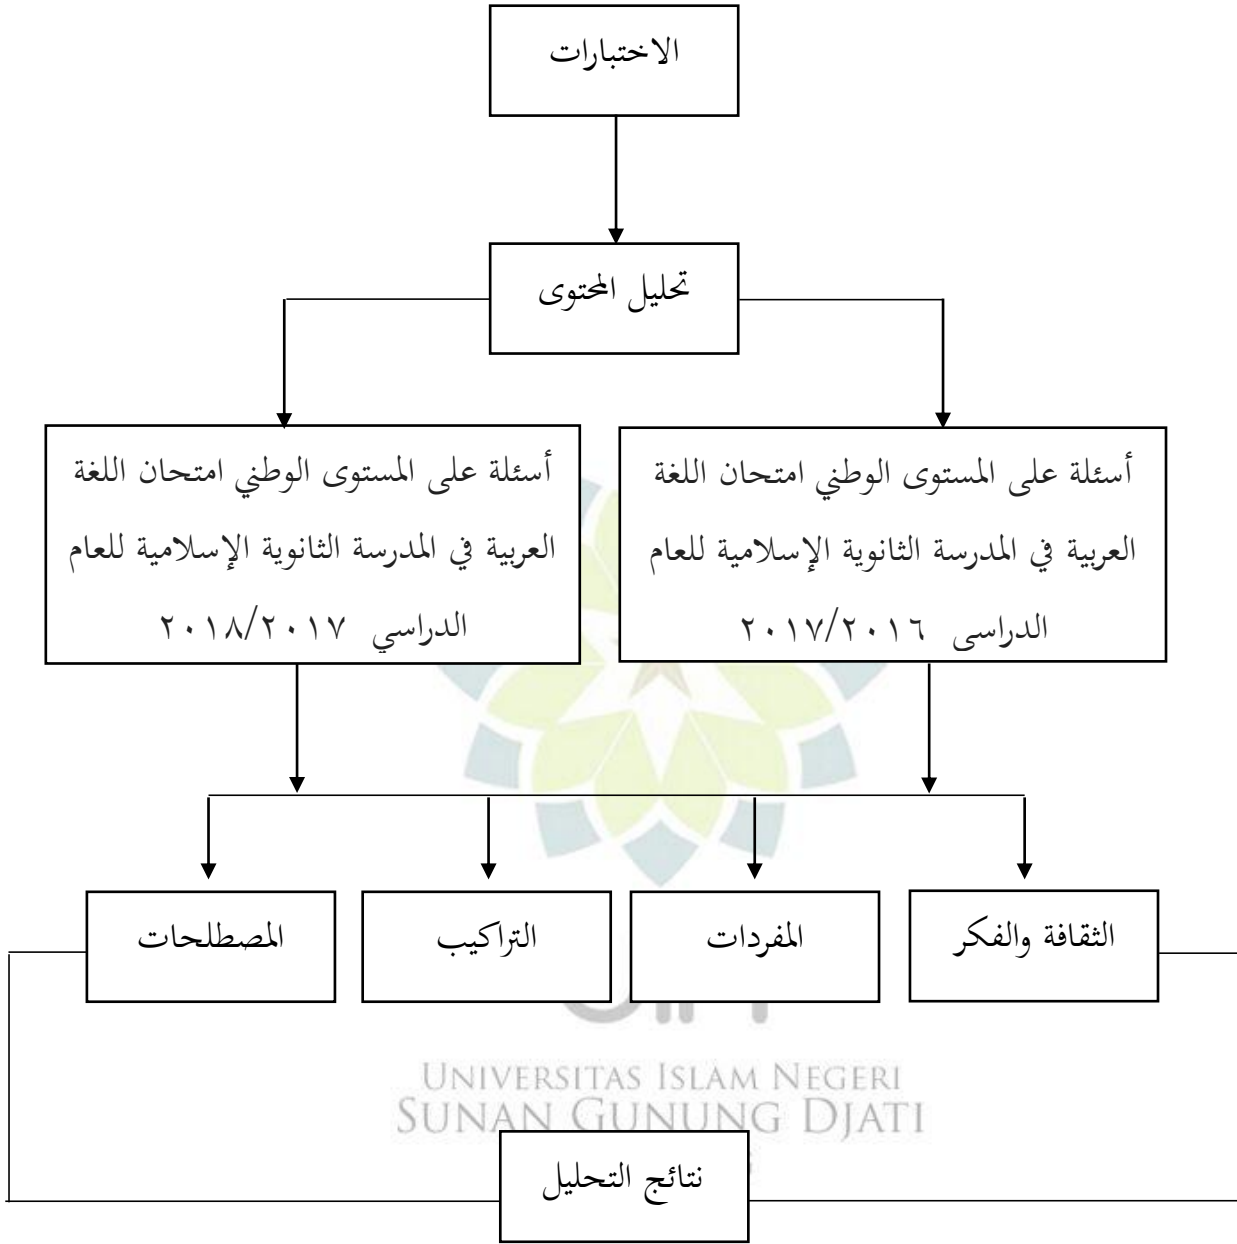 الاختبارات
تحليل المحتوى
أسئلة على المستوى الوطني امتحان اللغة
العربية في المدرسة الثانوية الإسلامية للعام
الدراسى ٢٠١٧/٢٠١٦
أسئلة على المستوى الوطني امتحان اللغة
العربية في المدرسة الثانوية الإسلامية للعام
الدراسي ٢٠١٨/٢٠١٧
الثقافة والفكر
المفردات
التراكيب
المصطلحات
UNIVERSITAS ISLAM NEGERI
SUNAN GUNUNG DJATI
نتائج التحليل